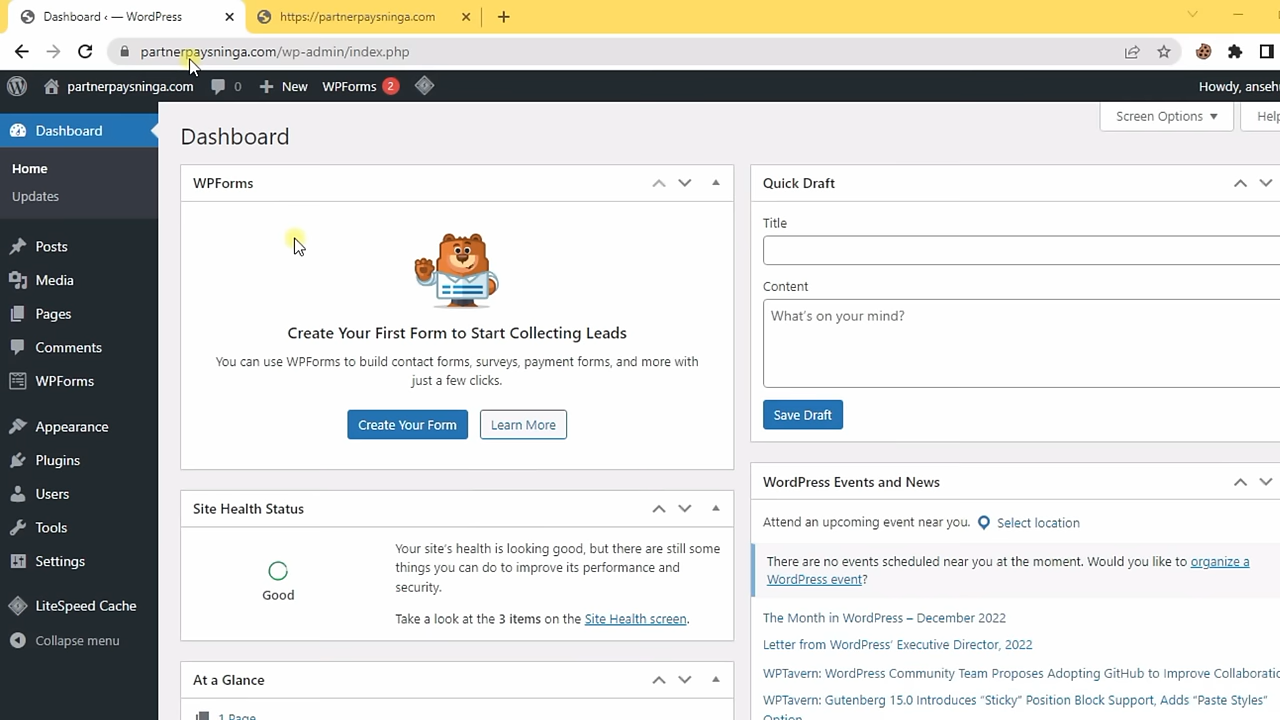 Dashboard ‹ — WordPress
https://partnerpaysninga.com
partnerpaysninga.com/wp-admin/index.php
partnerpaysninga.com
0
New
WPForms 2
Howdy, anseh
Dashboard
Home
Updates
Posts
Media
Pages
Comments
WPForms
Appearance
Plugins
Users
Tools
Settings
LiteSpeed Cache
Collapse menu
Screen Options
Help
Dashboard
WPForms
Create Your First Form to Start Collecting Leads
You can use WPForms to build contact forms, surveys, payment forms, and more with
just a few clicks.
Create Your Form
Learn More
Site Health Status
Good
Your site's health is looking good, but there are still some
things you can do to improve its performance and
security.
Take a look at the 3 items on the Site Health screen.
At a Glance
1 Page
Quick Draft
Title
Content
What's on your mind?
Save Draft
WordPress Events and News
Attend an upcoming event near you. Select location
There are no events scheduled near you at the moment. Would you like to organize a
WordPress event?
The Month in WordPress – December 2022
Letter from WordPress' Executive Director, 2022
WPTavern: WordPress Community Team Proposes Adopting GitHub to Improve Collaboratio
WPTavern: Gutenberg 15.0 Introduces "Sticky" Position Block Support, Adds "Paste Styles"
Option